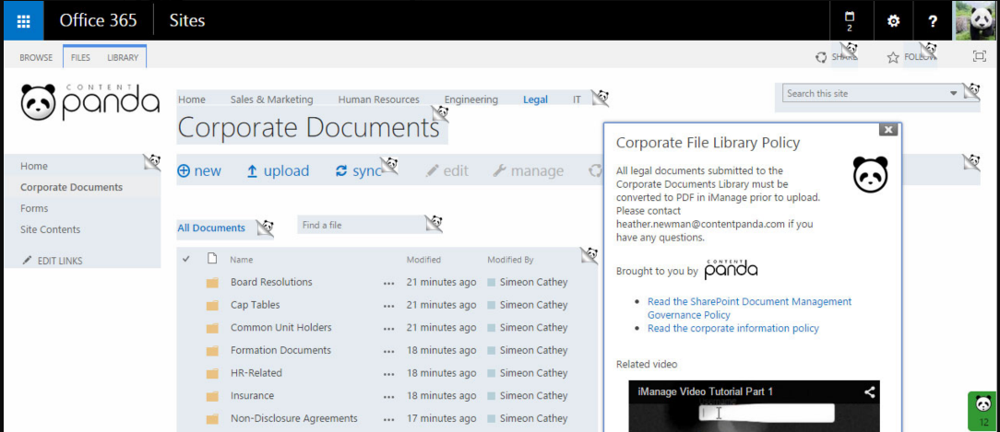 Office 365 Sites
2
?
BROWSE FILES LIBRARY
SHARE FOLLOW
CONTENT
panda
Home Sales & Marketing Human Resources Engineering Legal IT
Search this site
Corporate Documents
new upload sync edit manage
Home
Corporate Documents
Forms
Site Contents
EDIT LINKS
All Documents
Find a file
Name Modified Modified By
Board Resolutions ... 21 minutes ago Simeon Cathey
Cap Tables ... 21 minutes ago Simeon Cathey
Common Unit Holders ... 21 minutes ago Simeon Cathey
Formation Documents ... 18 minutes ago Simeon Cathey
HR-Related ... 18 minutes ago Simeon Cathey
Insurance ... 18 minutes ago Simeon Cathey
Non-Disclosure Agreements ... 17 minutes ago Simeon Cathey
Corporate File Library Policy
All legal documents submitted to the
Corporate Documents Library must be
converted to PDF in iManage prior to upload.
Please contact
heather.newman@contentpanda.com if you
have any questions.
Brought to you by CONTENT panda
• Read the SharePoint Document Management
Governance Policy
• Read the corporate information policy
Related video
iManage Video Tutorial Part 1
12